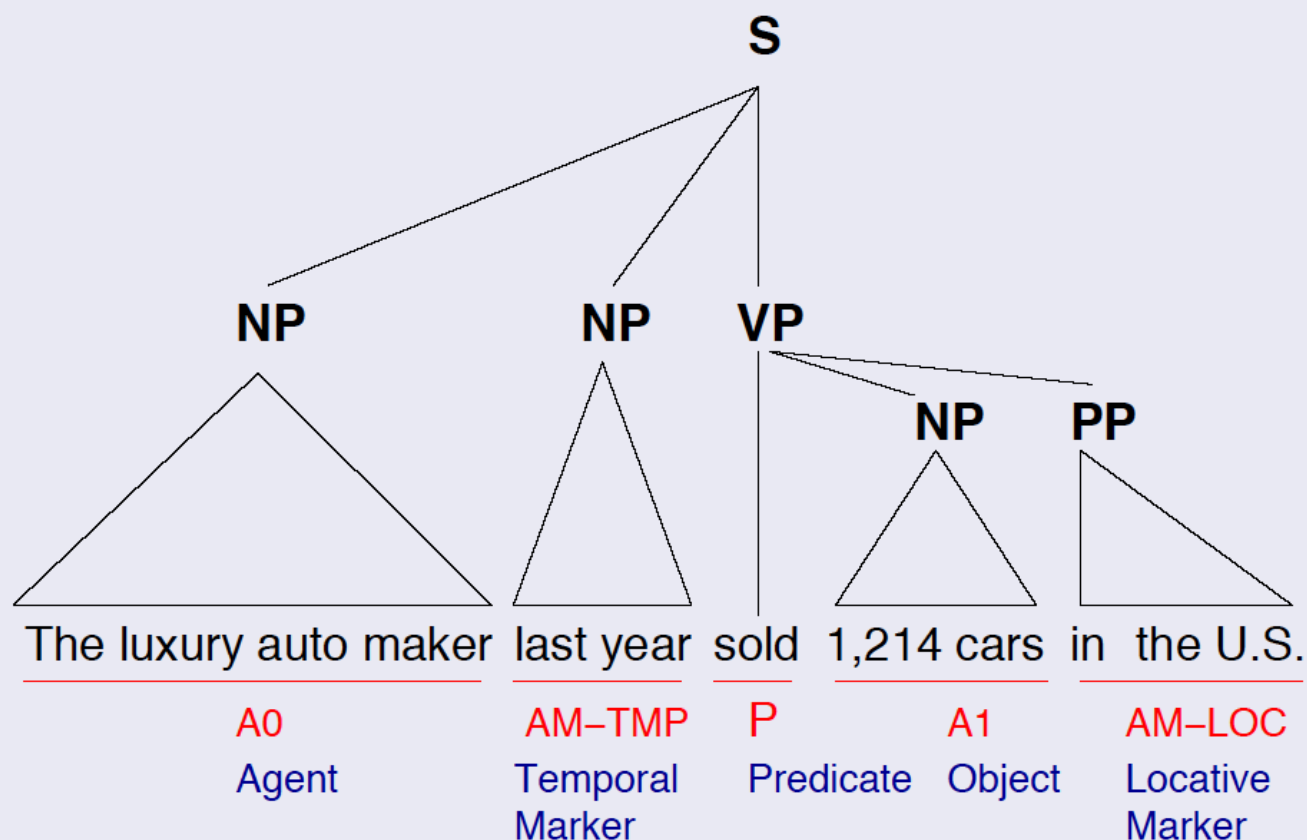 S
NP NP VP
NP PP
The luxury auto maker last year sold 1,214 cars in the U.S.
A0 AM–TMP P A1 AM–LOC
Agent Temporal Marker Predicate Object Locative Marker